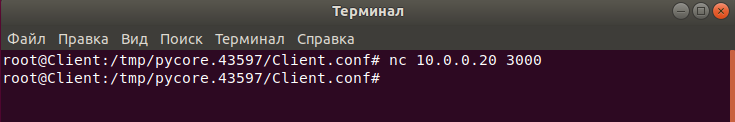 Терминал
Файл Правка Вид Поиск Терминал Справка
root@Client:/tmp/pycore.43597/Client.conf# nc 10.0.0.20 3000
root@Client:/tmp/pycore.43597/Client.conf#